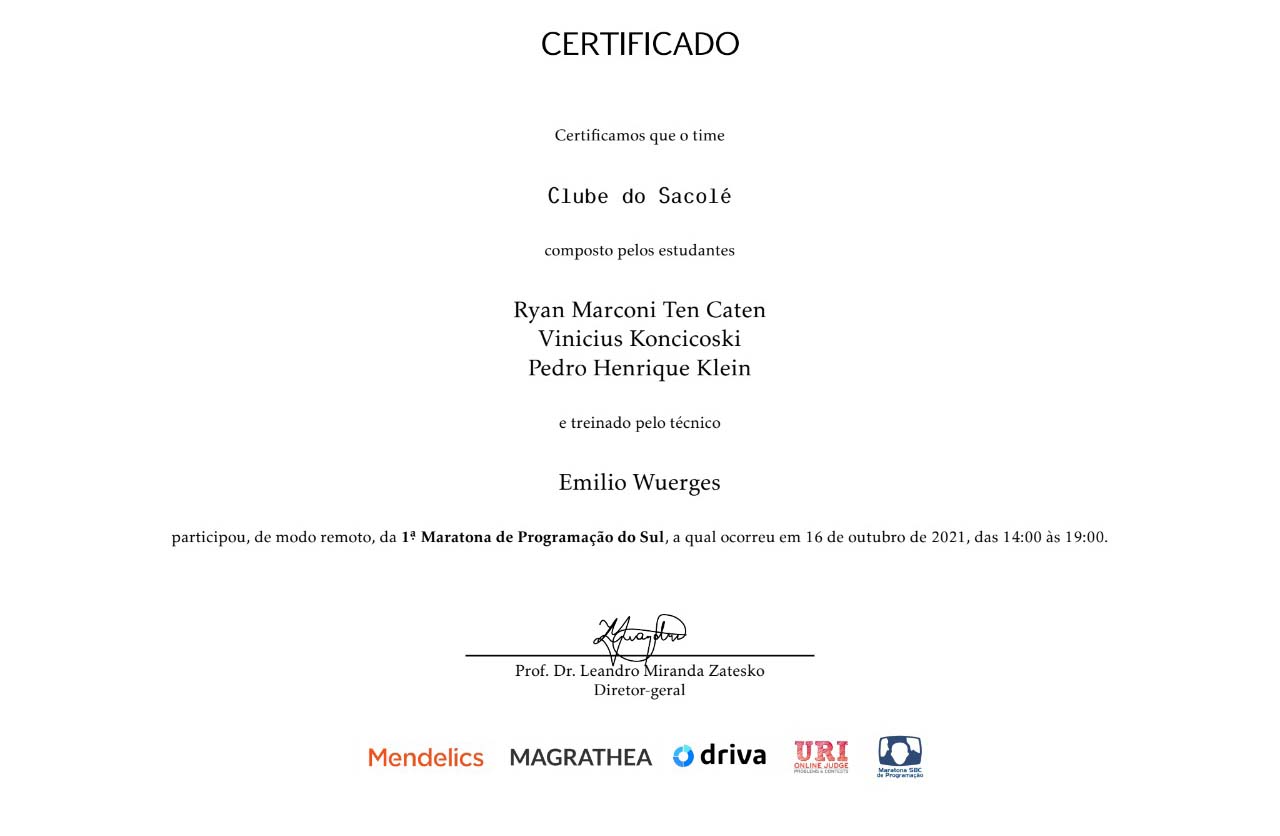 CERTIFICADO
Certificamos que o time
Clube do Sacolé
composto pelos estudantes
Ryan Marconi Ten Caten
Vinicius Koncicoski
Pedro Henrique Klein
e treinado pelo técnico
Emilio Wuerges
participou, de modo remoto, da 1ª Maratona de Programação do Sul, a qual ocorreu em 16 de outubro de 2021, das 14:00 às 19:00.
Prof. Dr. Leandro Miranda Zatesko
Diretor-geral
Mendelics
MAGRATHEA
driva
URI
ONLINE JUDGE
PROBLEMS & CONTESTS
Maratona SBC
de Programação